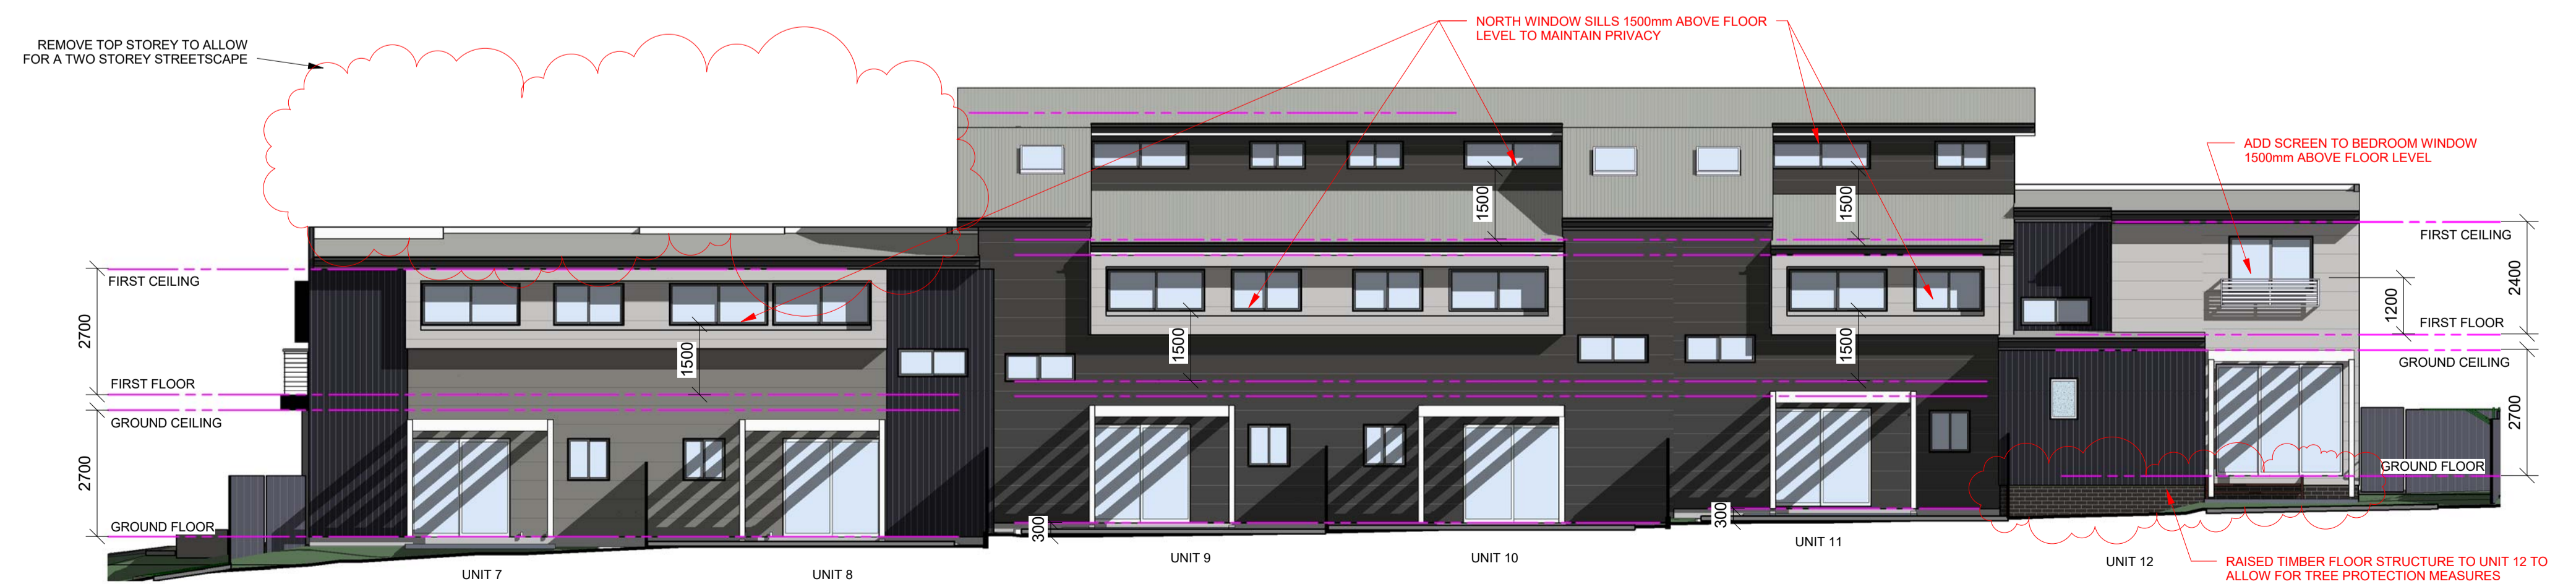 REMOVE TOP STOREY TO ALLOW
FOR A TWO STOREY STREETSCAPE
NORTH WINDOW SILLS 1500mm ABOVE FLOOR
LEVEL TO MAINTAIN PRIVACY
ADD SCREEN TO BEDROOM WINDOW
1500mm ABOVE FLOOR LEVEL
1500
1500
FIRST CEILING
2400
1200
FIRST FLOOR
GROUND CEILING
2700
GROUND FLOOR
FIRST CEILING
2700
1500
1500
1500
FIRST FLOOR
GROUND CEILING
2700
GROUND FLOOR
300
300
UNIT 7
UNIT 8
UNIT 9
UNIT 10
UNIT 11
UNIT 12
RAISED TIMBER FLOOR STRUCTURE TO UNIT 12 TO
ALLOW FOR TREE PROTECTION MEASURES